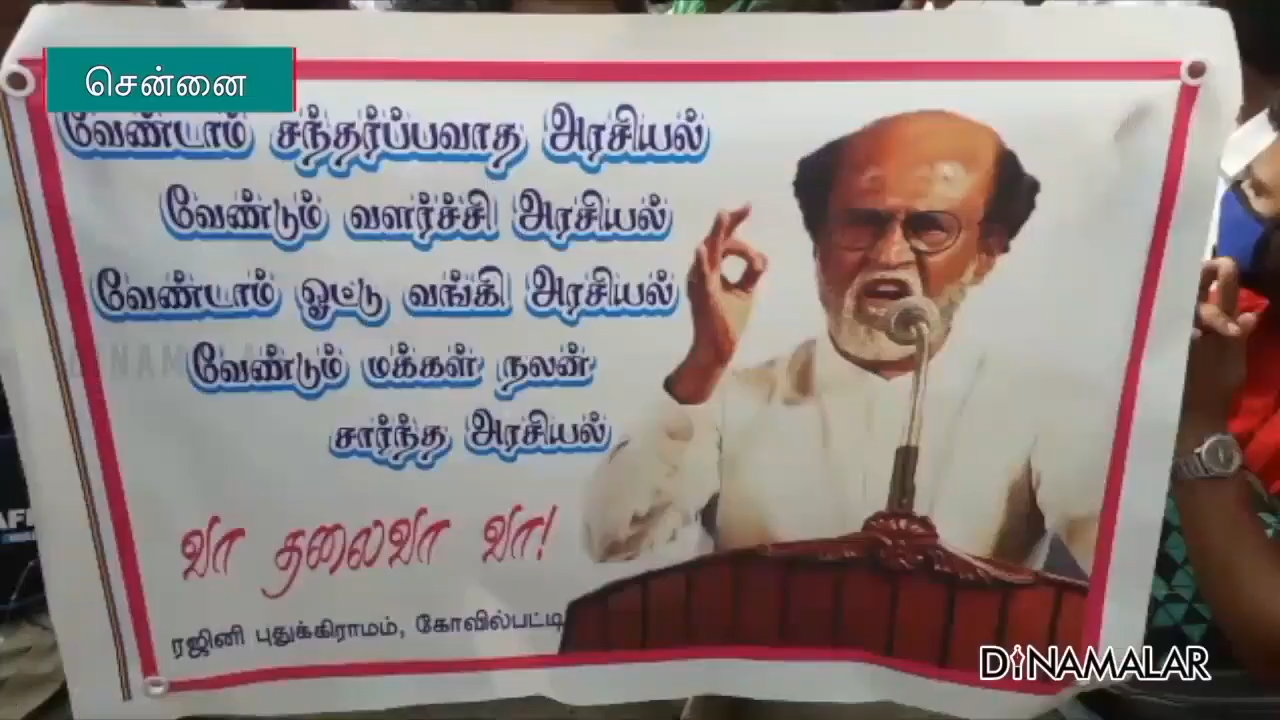 சென்னை
வேண்டாம் சந்தர்ப்பவாத அரசியல்
வேண்டும் வளர்ச்சி அரசியல்
வேண்டாம் ஓட்டு வங்கி அரசியல்
வேண்டும் மக்கள் நலன்
சார்ந்த அரசியல்
வா தலைவா வா!
ரஜினி புதுக்கிராமம், கோவில்பட்டி
DINAMALAR